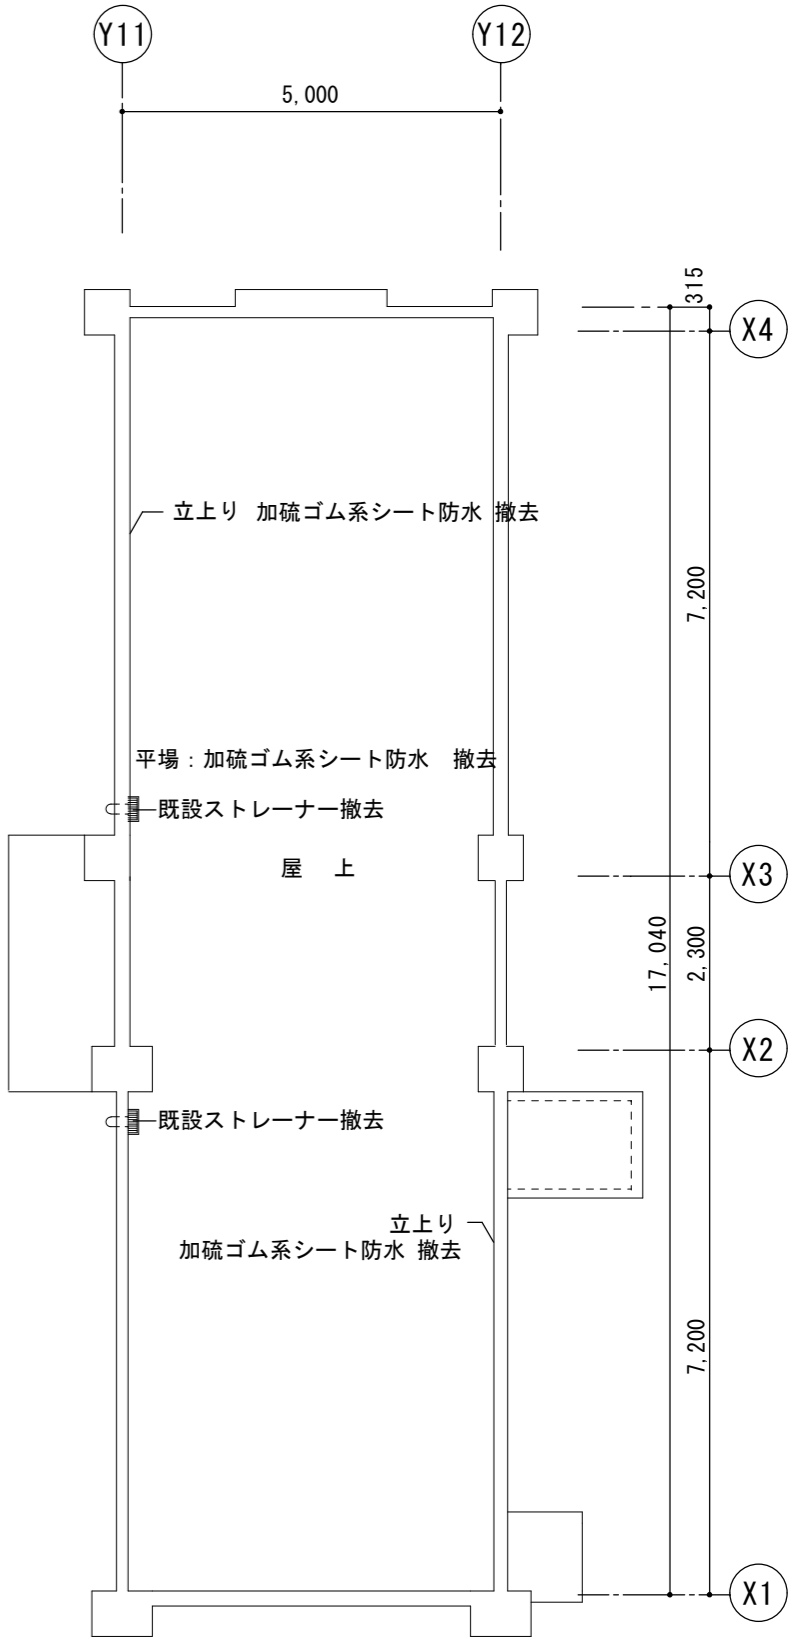 Y11
Y12
5,000
315
X4
立上り 加硫ゴム系シート防水 撤去
7,200
平場：加硫ゴム系シート防水　撤去
既設ストレーナー撤去
屋　上
X3
17,040
2,300
X2
既設ストレーナー撤去
立上り
加硫ゴム系シート防水 撤去
7,200
X1